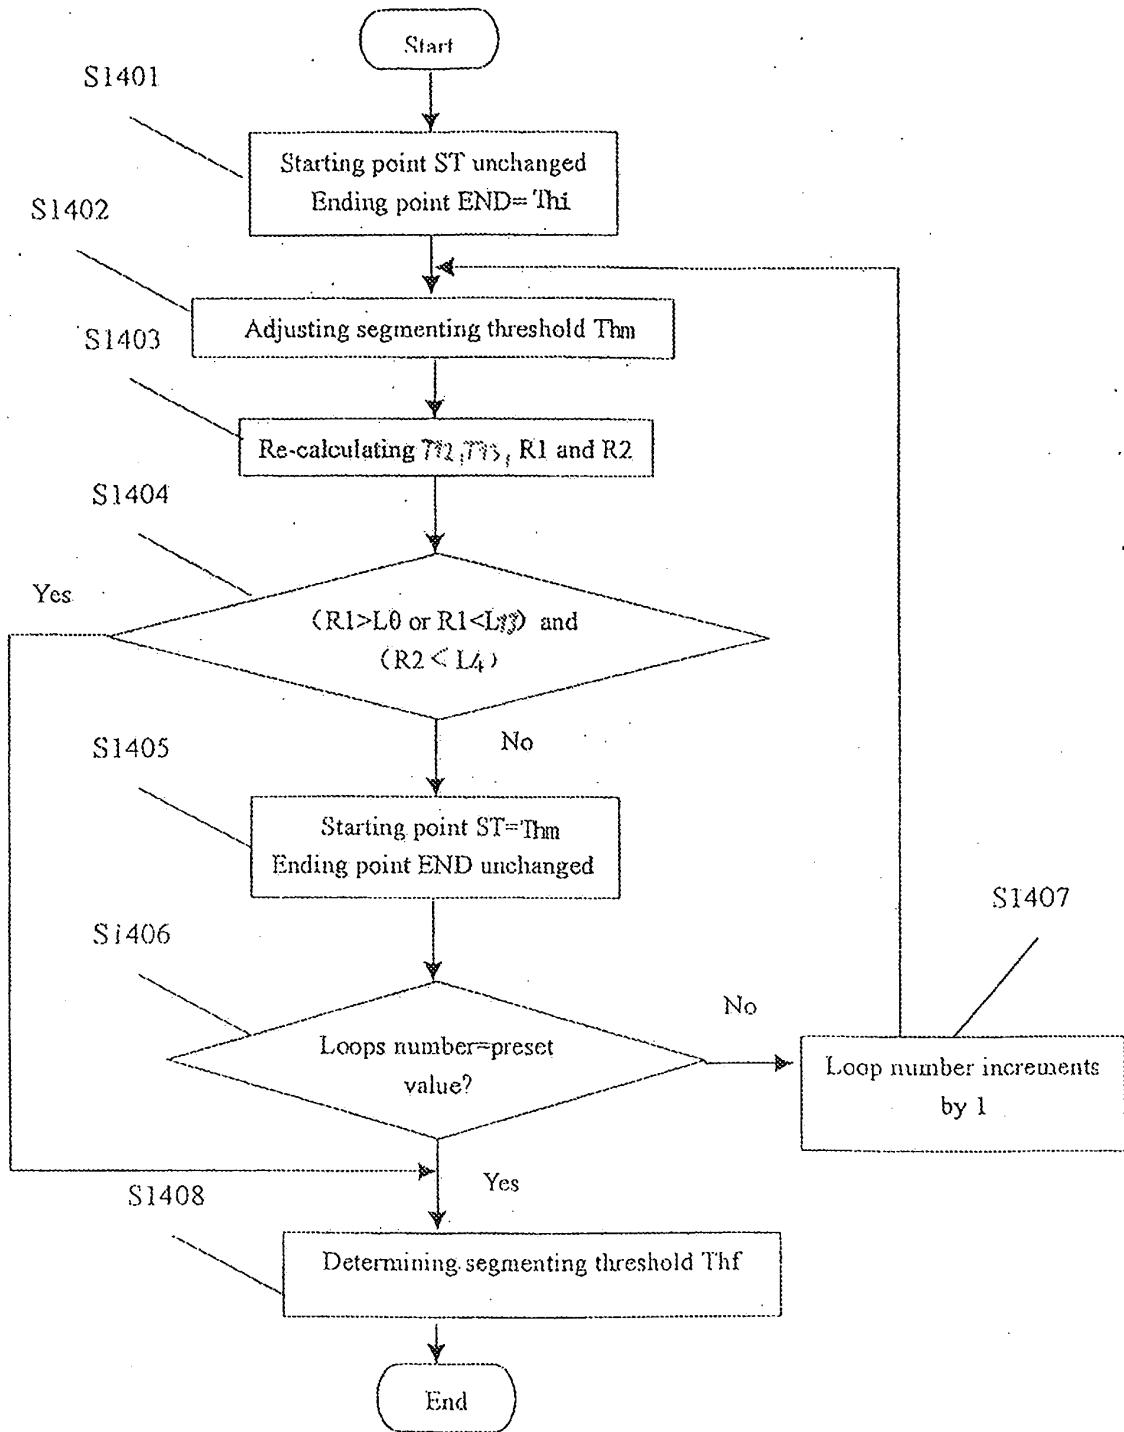 Start
S1401
Starting point ST unchanged
Ending point END= Thi
S1402
Adjusting segmenting threshold Thm
S1403
Re-calculating R1 and R2
S1404
Yes
(R1>L0 or R1< and
(R2 < L4)
No
S1405
Starting point ST=Thm
Ending point END unchanged
S1407
S1406
No
Loops number=preset
value?
Loop number increments
by 1
Yes
S1408
Determining segmenting threshold Thf
End